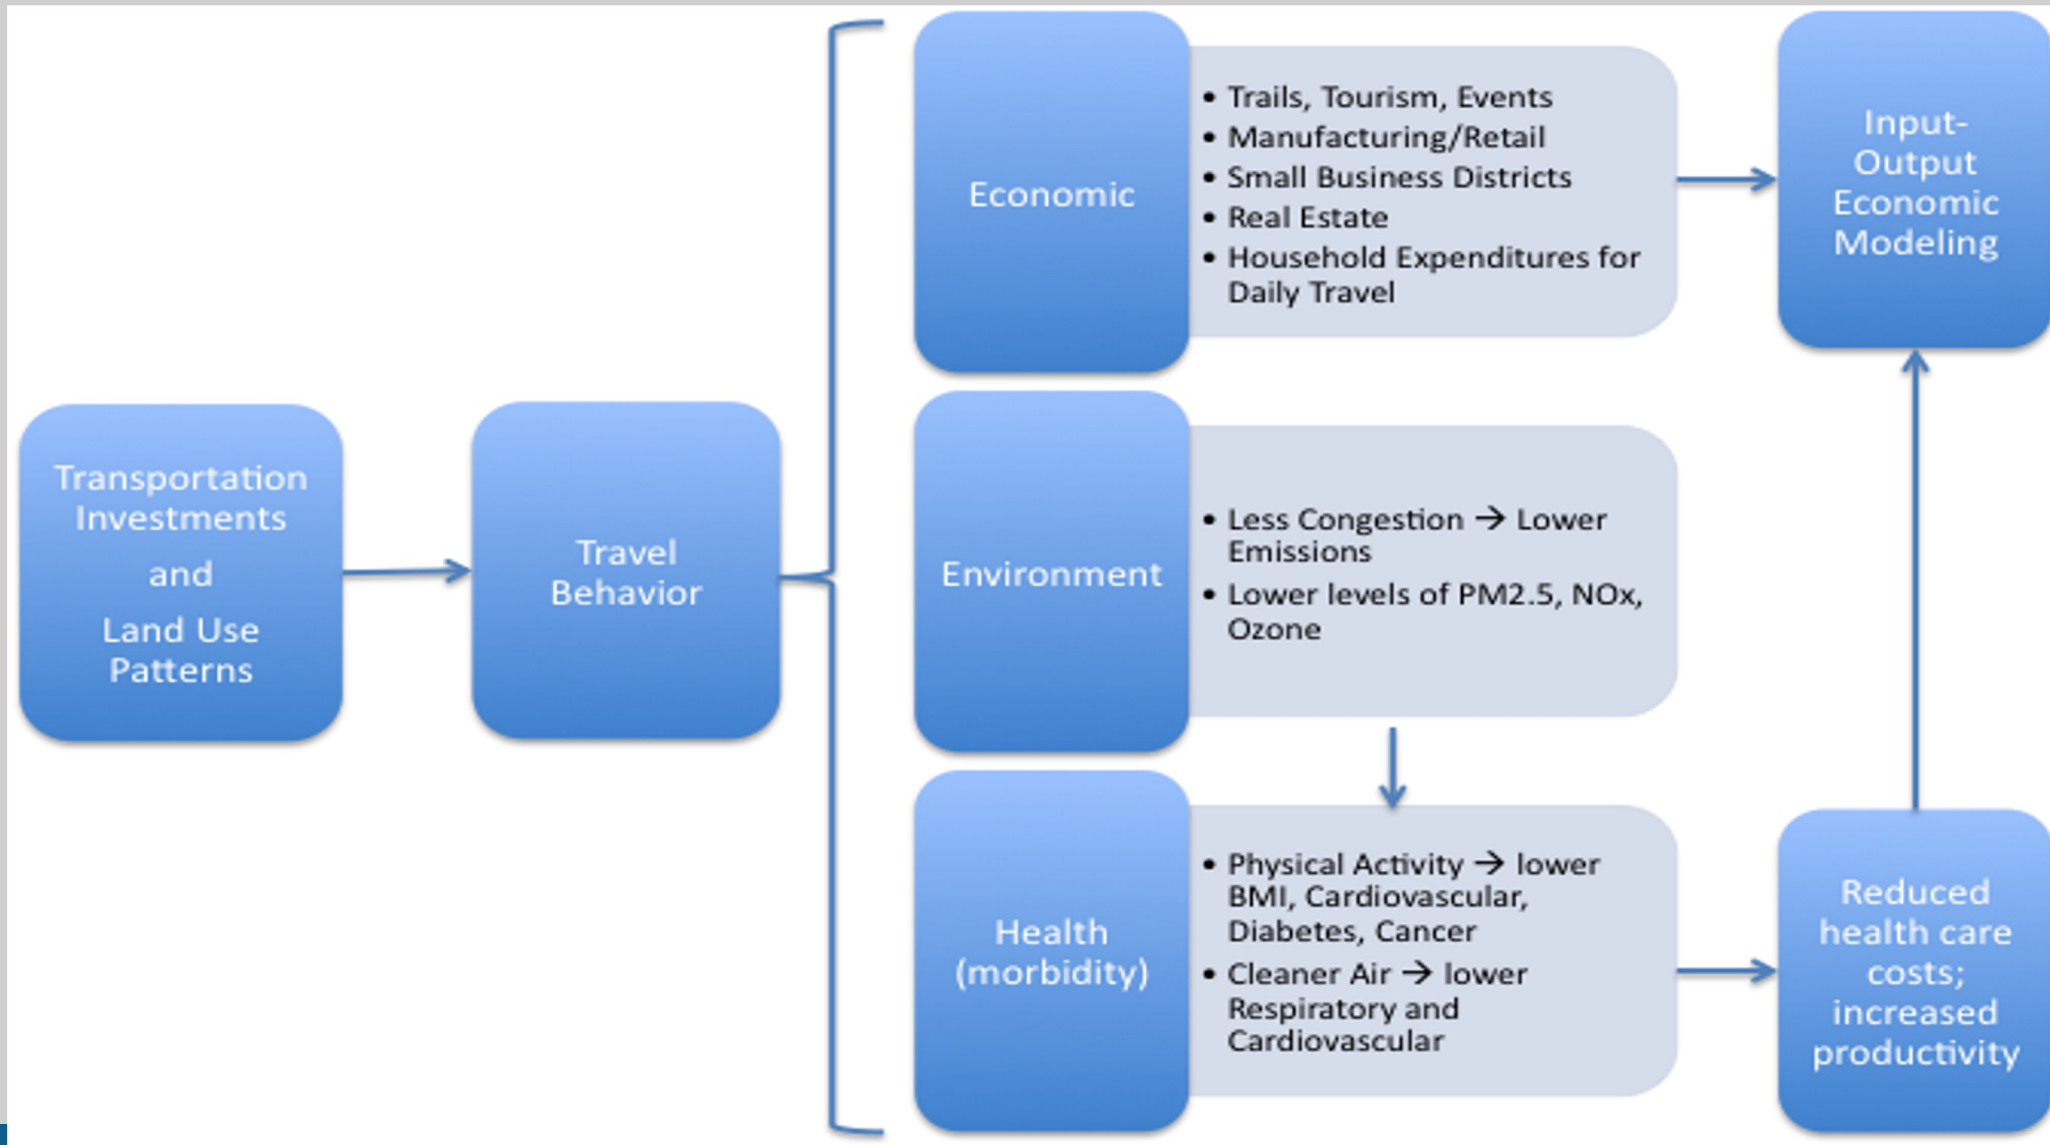 Transportation
Investments
and
Land Use
Patterns
Travel
Behavior
Economic
• Trails, Tourism, Events
• Manufacturing/Retail
• Small Business Districts
• Real Estate
• Household Expenditures for
Daily Travel
Input-
Output
Economic
Modeling
Environment
• Less Congestion → Lower
Emissions
• Lower levels of PM2.5, NOx,
Ozone
Health
(morbidity)
• Physical Activity → lower
BMI, Cardiovascular,
Diabetes, Cancer
• Cleaner Air → lower
Respiratory and
Cardiovascular
Reduced
health care
costs;
increased
productivity